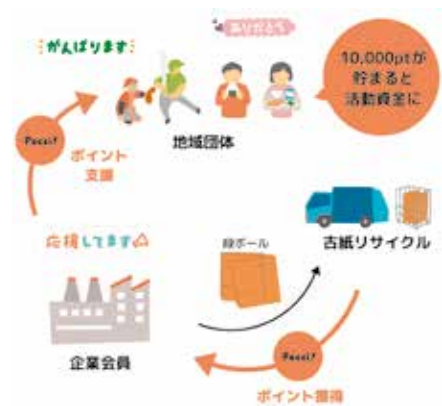 ありがとう
がんばります
10,000ptが
貯まると
活動資金に
Possi?
ポイント
支援
地域団体
応援してます
段ボール
古紙リサイクル
企業会員
Possi?
ポイント獲得